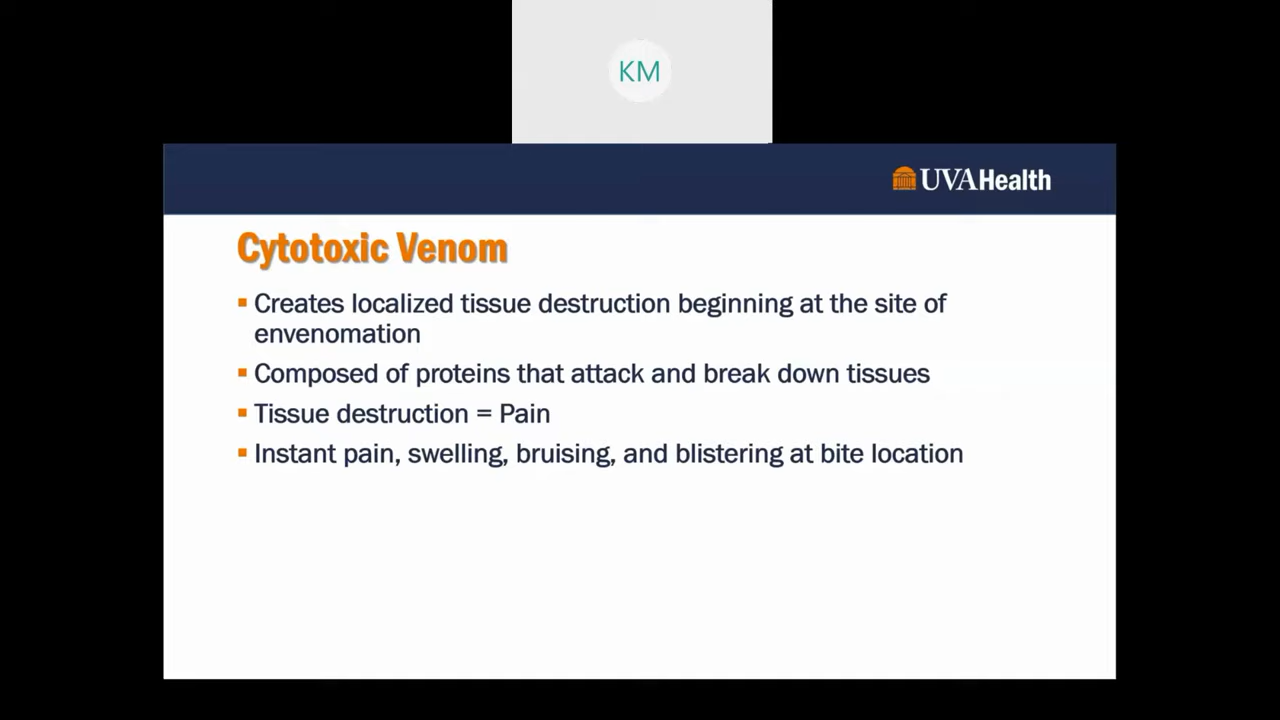 KM
UVAHealth
Cytotoxic Venom
Creates localized tissue destruction beginning at the site of
envenomation
Composed of proteins that attack and break down tissues
Tissue destruction = Pain
Instant pain, swelling, bruising, and blistering at bite location